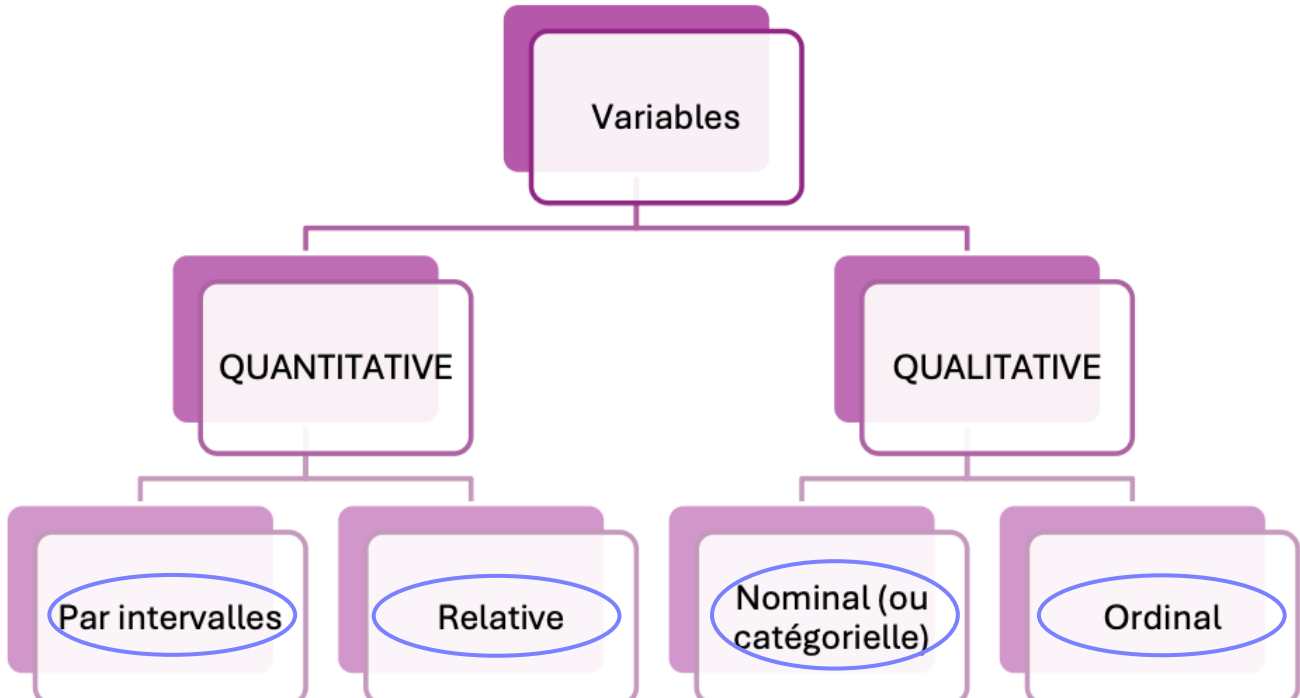 Variables
QUANTITATIVE
QUALITATIVE
Par intervalles
Relative
Nominal (ou
catégorielle)
Ordinal